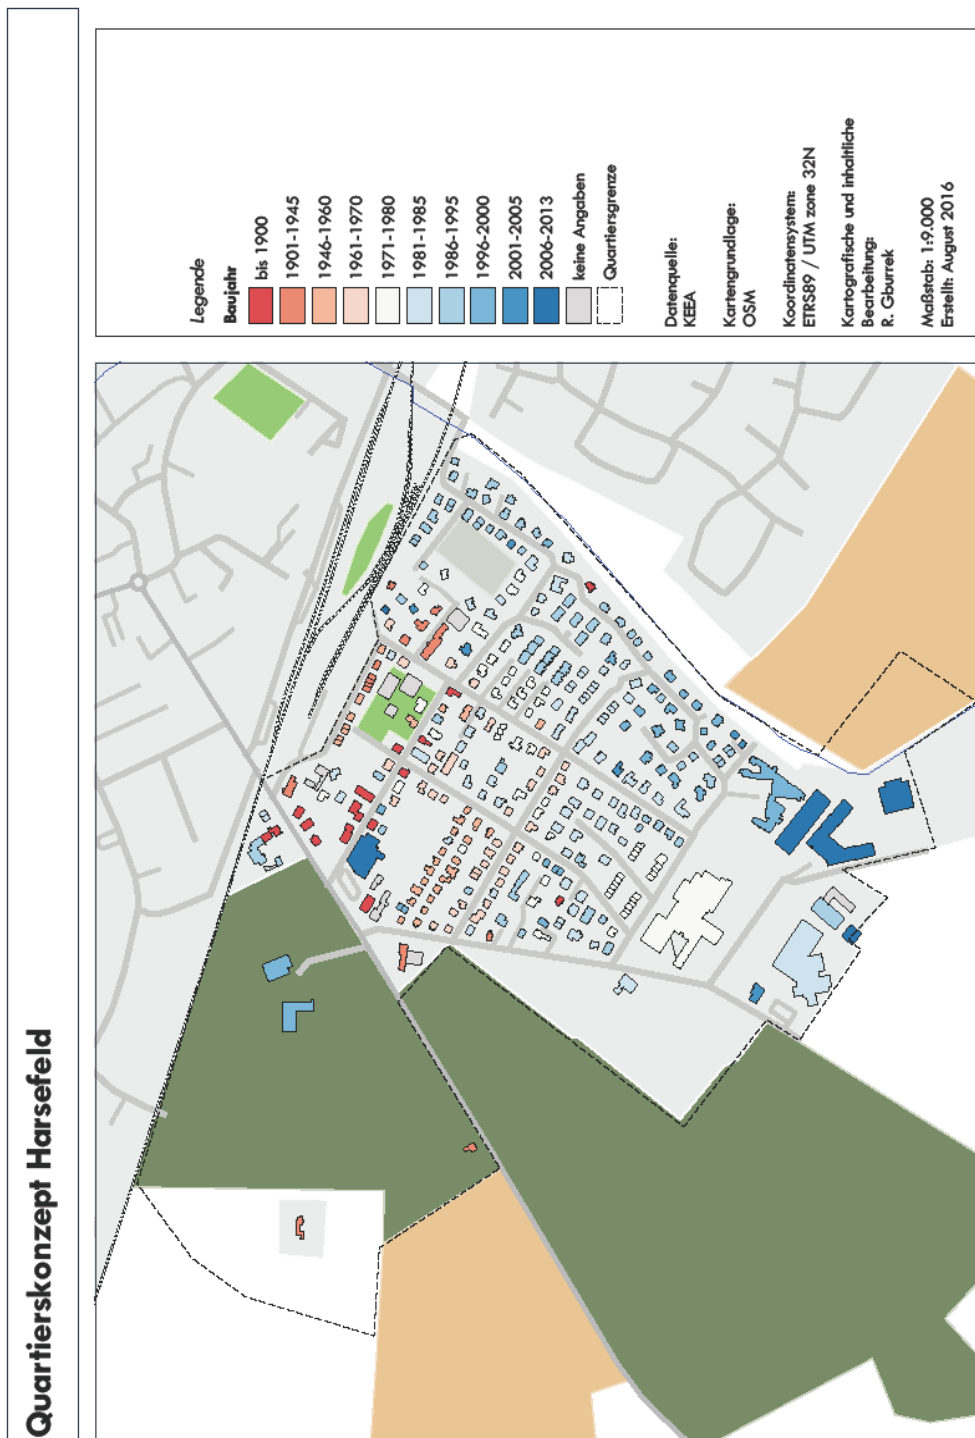 Quartierskonzept Harsefeld
Legende
Baujahr
bis 1900
1901-1945
1946-1960
1961-1970
1971-1980
1981-1985
1986-1995
1996-2000
2001-2005
2006-2013
keine Angaben
Quartiersgrenze
Datenquelle:
KEEA
Kartengrundlage:
OSM
Koordinatensystem:
ETRS89 / UTM zone 32N
Kartografische und inhaltliche
Bearbeitung:
R. Gburrek
Maßstab: 1:9.000
Erstellt: August 2016